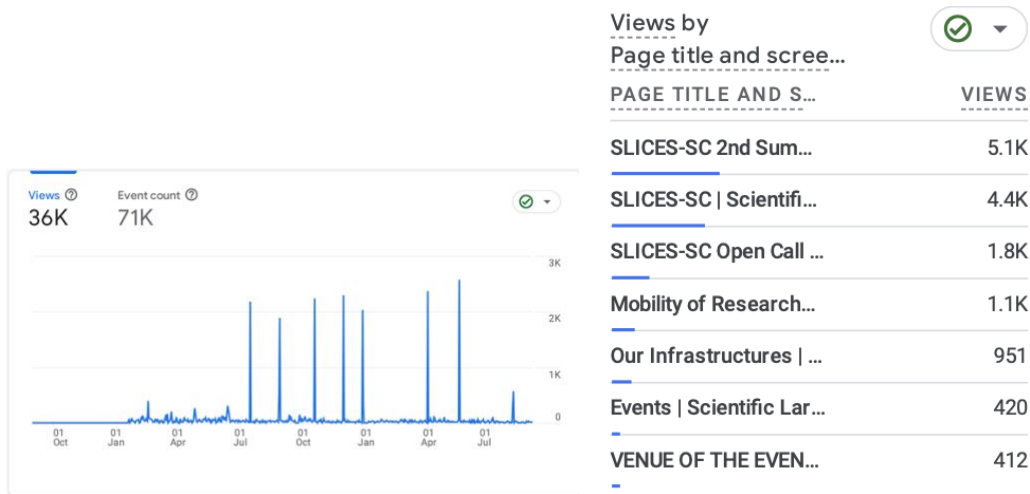 Views Event count
36K 71K
3K
2K
1K
0
01 01 01 01 01 01 01 01
Oct Jan Apr Jul Oct Jan Apr Jul
Views by
Page title and scree...
PAGE TITLE AND S... VIEWS
SLICES-SC 2nd Sum... 5.1K
SLICES-SC | Scientifi... 4.4K
SLICES-SC Open Call ... 1.8K
Mobility of Research... 1.1K
Our Infrastructures | ... 951
Events | Scientific Lar... 420
VENUE OF THE EVEN... 412